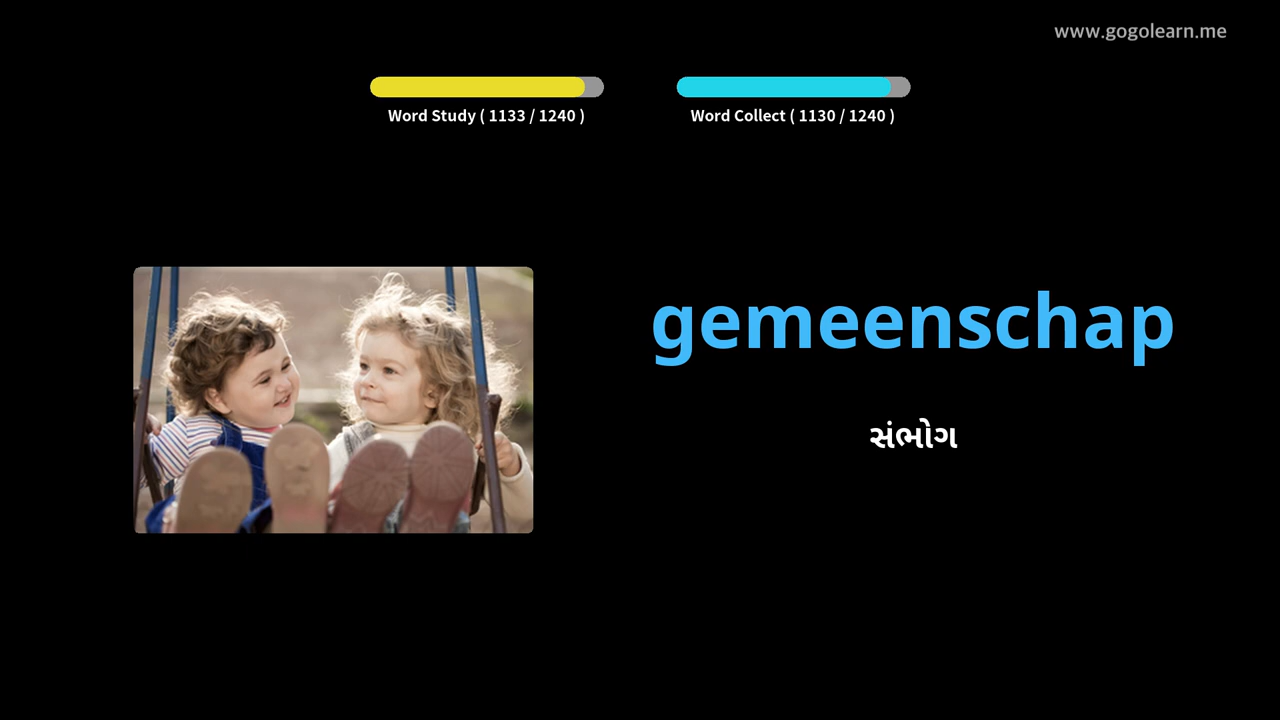 www.gogolearn.me
Word Study ( 1133 / 1240 )
Word Collect ( 1130 / 1240 )
gemeenschap
સંભોગ